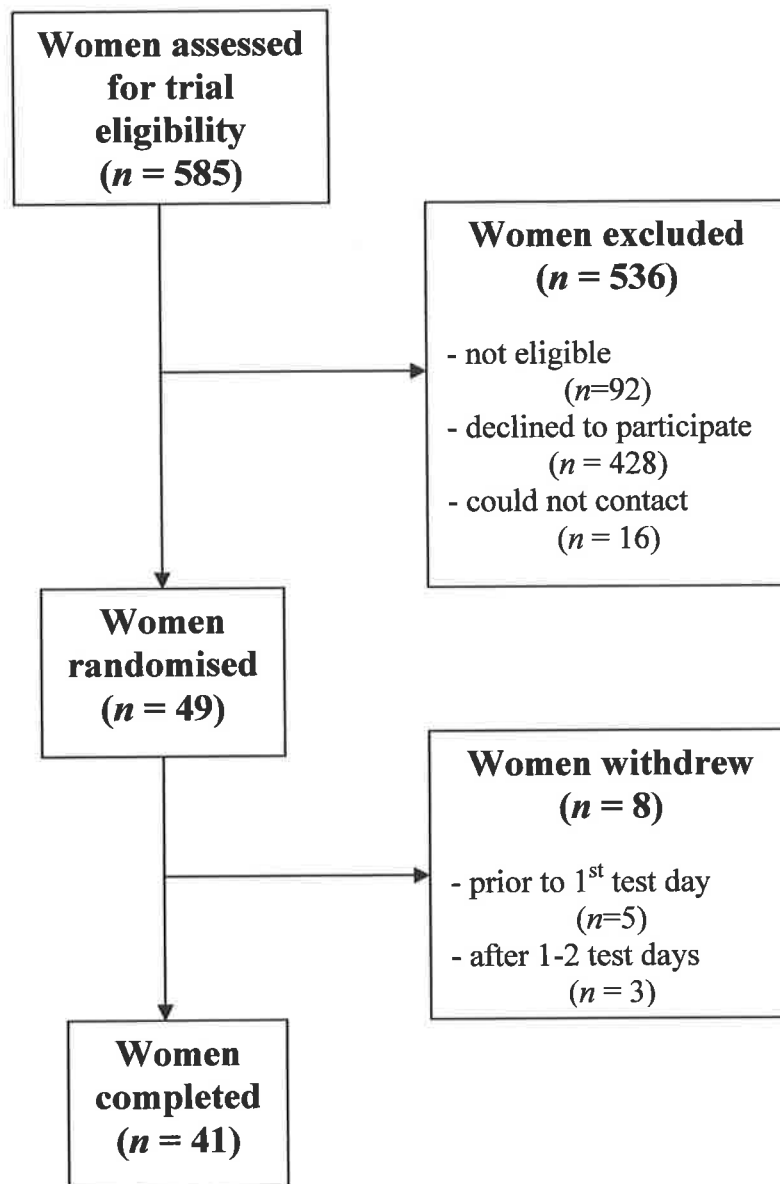 Women assessed
for trial
eligibility
(n = 585)
Women excluded
(n = 536)
- not eligible
(n=92)
- declined to participate
(n = 428)
- could not contact
(n = 16)
Women
randomised
(n = 49)
Women withdrew
(n = 8)
- prior to 1st test day
(n=5)
- after 1-2 test days
(n = 3)
Women
completed
(n = 41)